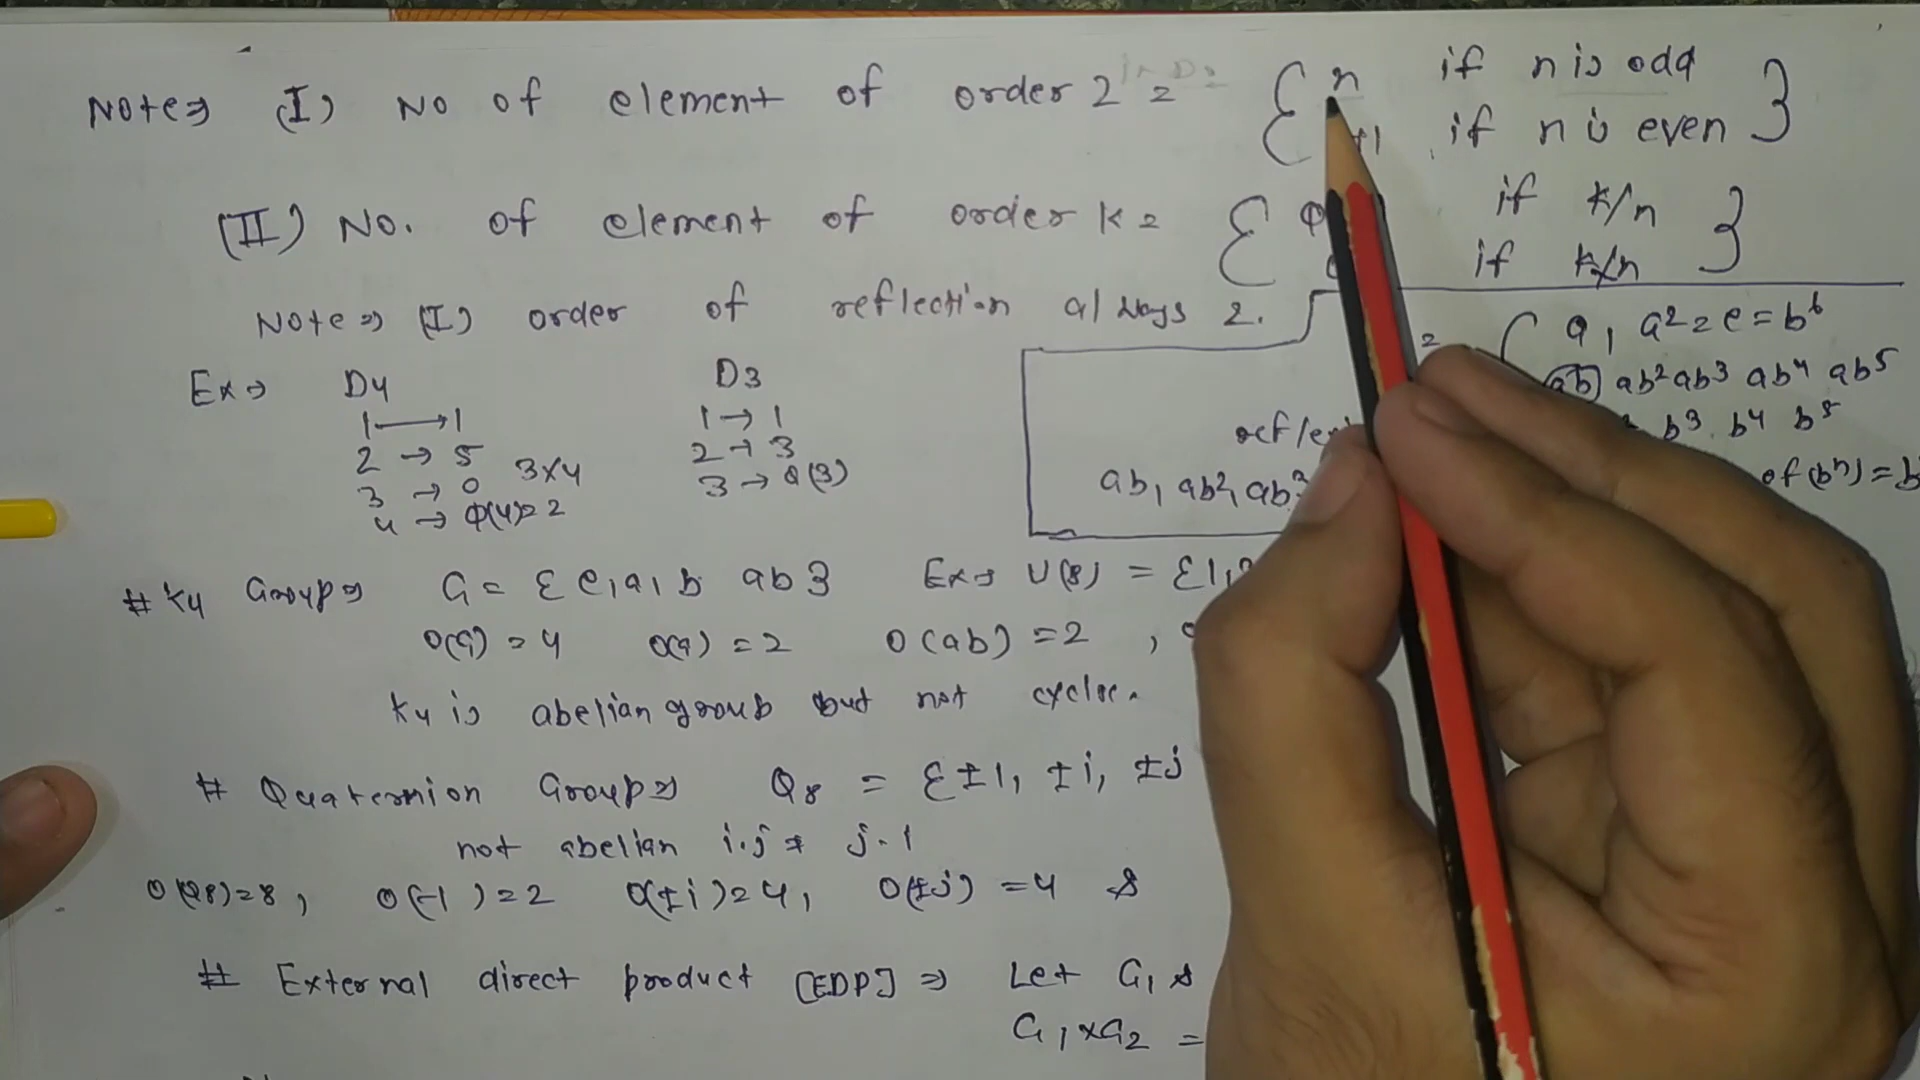 Note⇒ (I) No of element of order 2 in D = { n if n is odd
+1 if n is even }
(II) No. of element of order k = { φ if k/n
if k∤n }
Note⇒ (I) order of reflection always 2.
Ex→ D4 D3
1→1 1→1
2→5 2→3
3→0 3×4 3→Q(3)
4→φ(4)=2
a, a²=e=b⁶
ab ab² ab³ ab⁴ ab⁵
b³ b⁴ b⁵
of (bⁿ) = b
ab, ab², ab³
# K4 Group⇒ G = {e, a, b ab} Ex→ U(8) = {1,
o(G) = 4 o(a) = 2 o(ab) = 2 ,
K4 is abelian group but not cyclic.
# Quaternion Group⇒ Q8 = {±1, ±i, ±j
not abelian i.j ≠ j.i
o(Q8)=8, o(-1)=2 o(±i)=4, o(±j)=4 &
# External direct product [EDP] ⇒ Let G1 &
G1×G2 =